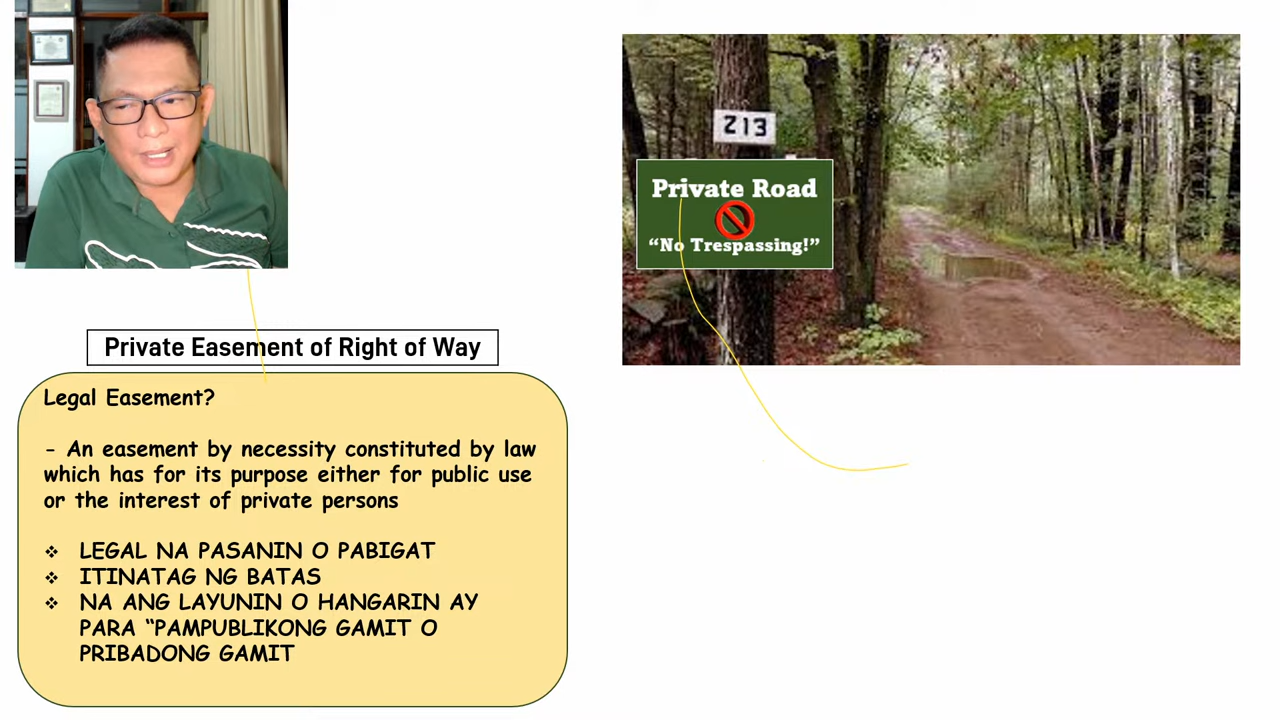 213
Private Road
“No Trespassing!”
Private Easement of Right of Way
Legal Easement?
- An easement by necessity constituted by law
which has for its purpose either for public use
or the interest of private persons
❖ LEGAL NA PASANIN O PABIGAT
❖ ITINATAG NG BATAS
❖ NA ANG LAYUNIN O HANGARIN AY
PARA “PAMPUBLIKONG GAMIT O
PRIBADONG GAMIT